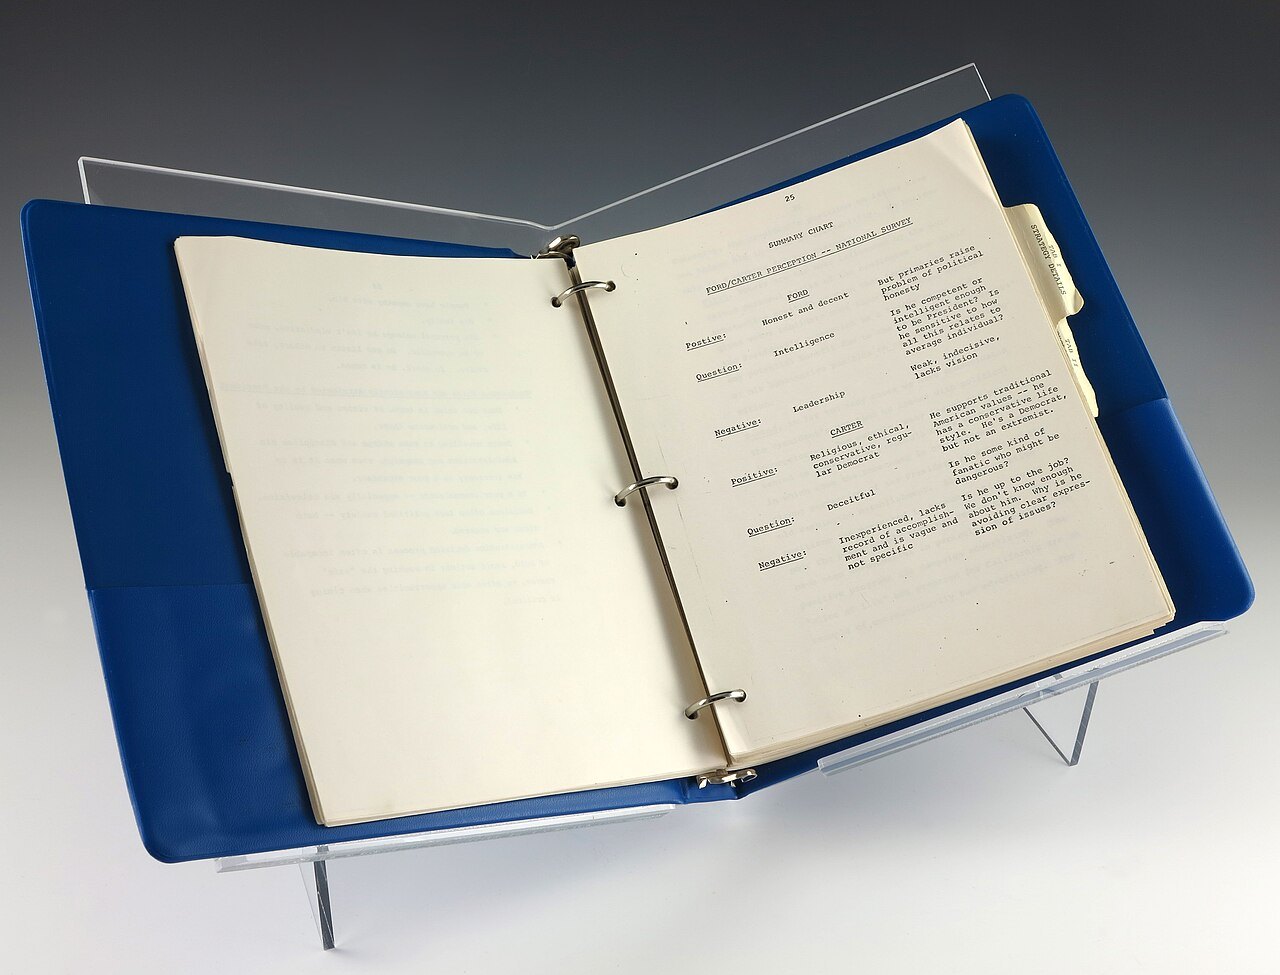 25
SUMMARY CHART
FORD/CARTER PERCEPTION -- NATIONAL SURVEY
FORD
Postive:
Honest and decent
But primaries raise
problem of political
honesty
Question:
Intelligence
Is he competent or
intelligent enough
to be President? Is
he sensitive to how
all this relates to
average individual?
Negative:
Leadership
Weak, indecisive,
lacks vision
CARTER
Positive:
Religious, ethical,
conservative, regu-
lar Democrat
He supports traditional
American values -- he
has a conservative life
style. He's a Democrat,
but not an extremist.
Question:
Deceitful
Is he some kind of
fanatic who might be
dangerous?
Negative:
Inexperienced, lacks
record of accomplish-
ment and is vague and
not specific
Is he up to the job?
We don't know enough
about him. Why is he
avoiding clear expres-
sion of issues?
TAB I
STRATEGY DETAILS
TAB II